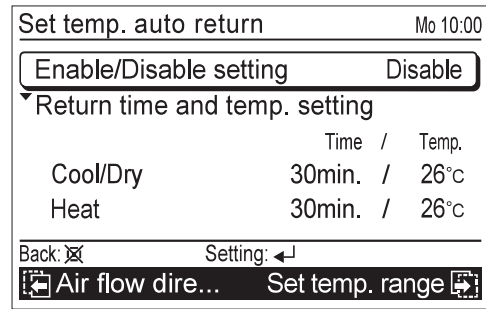 Set temp. auto return Mo 10:00
Enable/Disable setting Disable
Return time and temp. setting
Time / Temp.
Cool/Dry 30min. / 26°C
Heat 30min. / 26°C
Back: Setting:
Air flow dire... Set temp. range